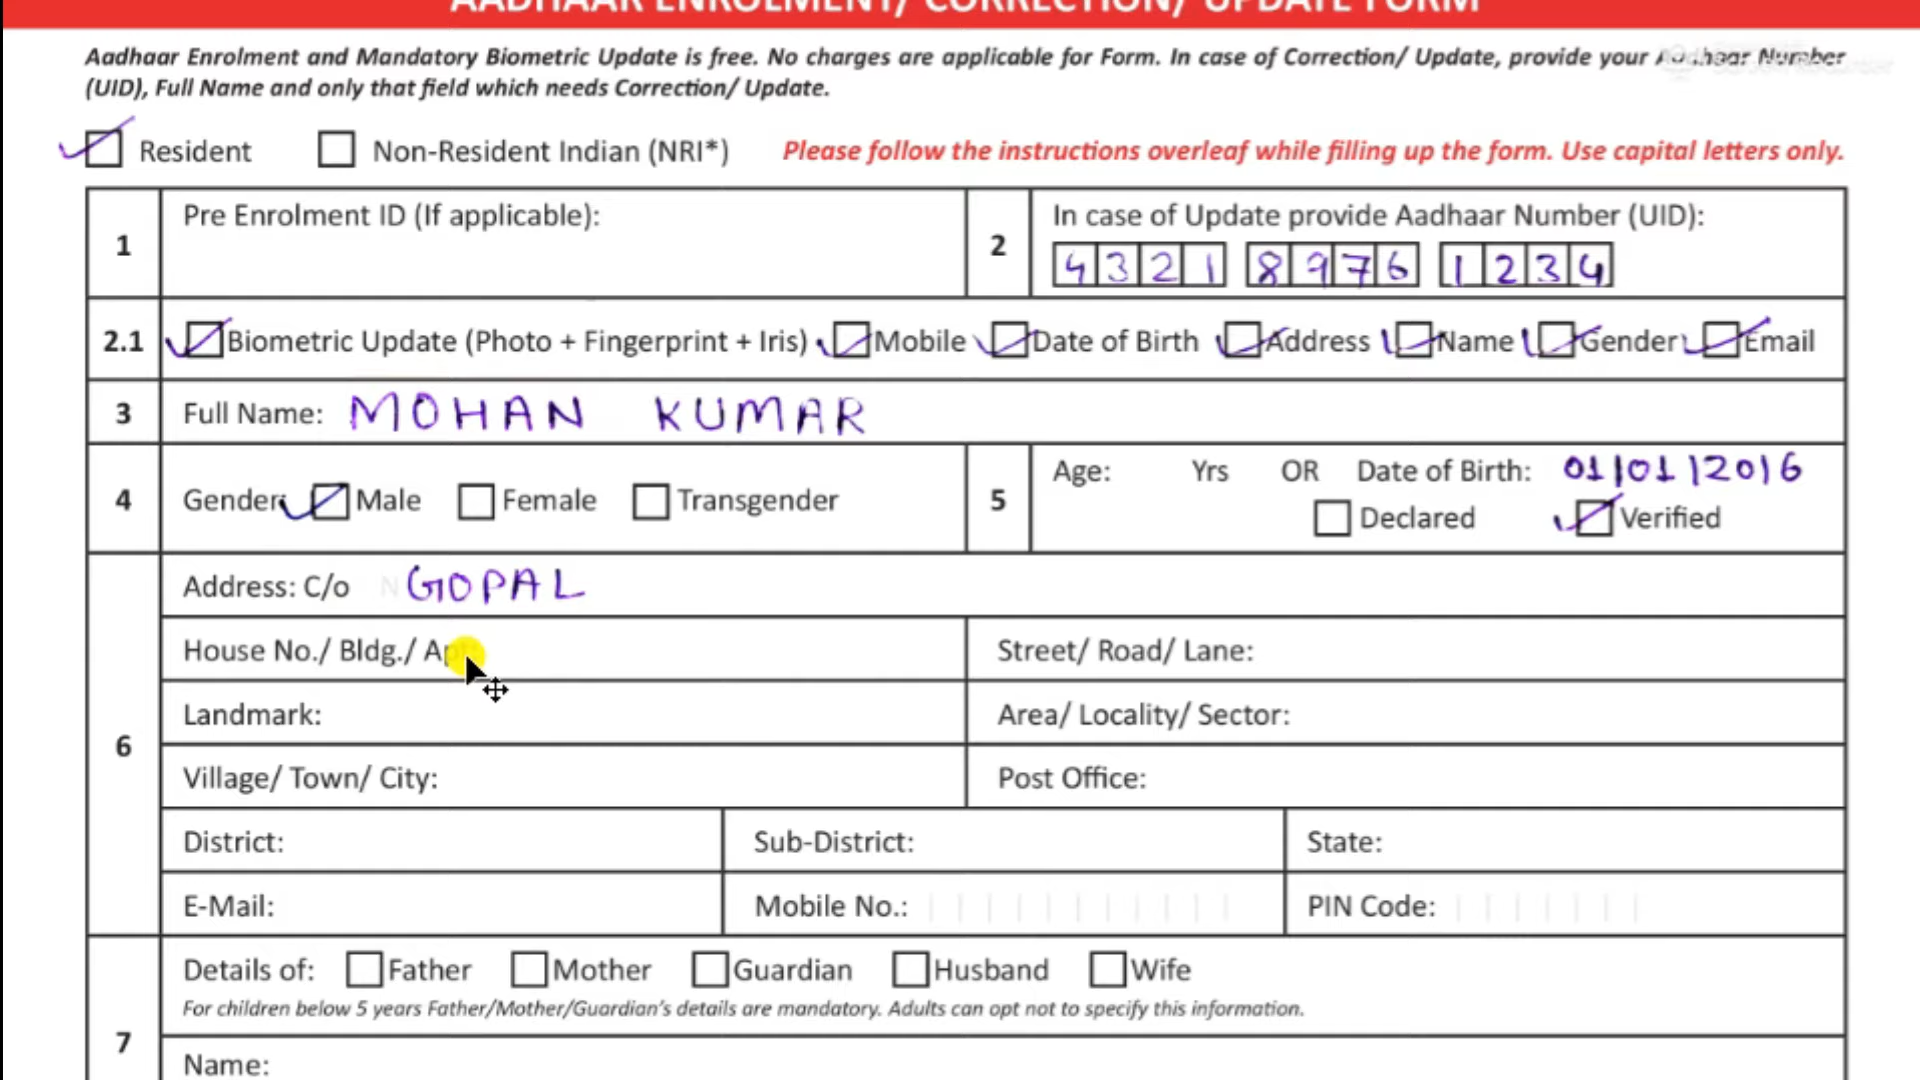 AADHAAR ENROLMENT/ CORRECTION/ UPDATE FORM
Aadhaar Enrolment and Mandatory Biometric Update is free. No charges are applicable for Form. In case of Correction/ Update, provide your Aadhaar Number
(UID), Full Name and only that field which needs Correction/ Update.
Resident Non-Resident Indian (NRI*) Please follow the instructions overleaf while filling up the form. Use capital letters only.
1 Pre Enrolment ID (If applicable):
2 In case of Update provide Aadhaar Number (UID):
4321 8976 1234
2.1 Biometric Update (Photo + Fingerprint + Iris) Mobile Date of Birth Address Name Gender Email
3 Full Name: MOHAN KUMAR
4 Gender: Male Female Transgender
5 Age: Yrs OR Date of Birth: 01|01|2016
Declared Verified
6
Address: C/o GOPAL
House No./ Bldg./ Street/ Road/ Lane:
Landmark: Area/ Locality/ Sector:
Village/ Town/ City: Post Office:
District: Sub-District: State:
E-Mail: Mobile No.: PIN Code:
7 Details of: Father Mother Guardian Husband Wife
For children below 5 years Father/Mother/Guardian's details are mandatory. Adults can opt not to specify this information.
Name: